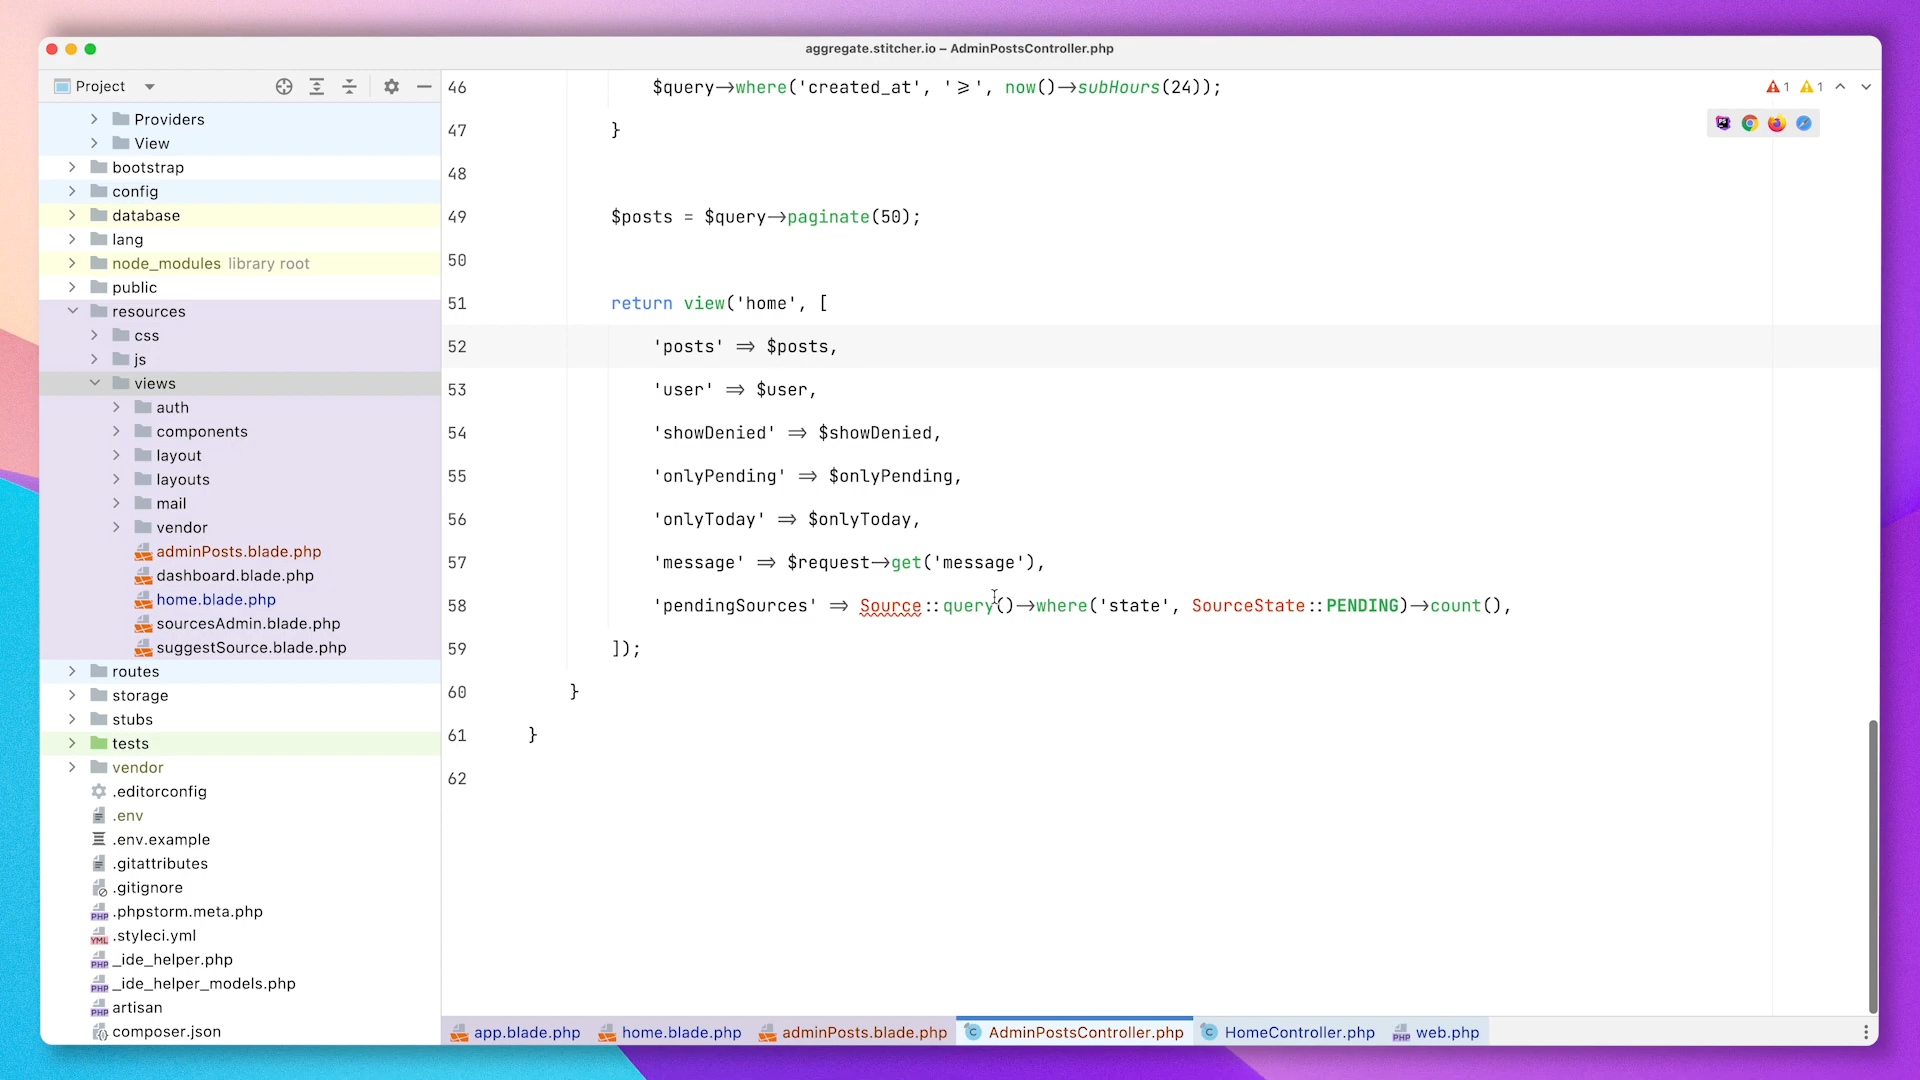 aggregate.stitcher.io – AdminPostsController.php
Project
Providers
View
bootstrap
config
database
lang
node_modules library root
public
resources
css
js
views
auth
components
layout
layouts
mail
vendor
adminPosts.blade.php
dashboard.blade.php
home.blade.php
sourcesAdmin.blade.php
suggestSource.blade.php
routes
storage
stubs
tests
vendor
.editorconfig
.env
.env.example
.gitattributes
.gitignore
.phpstorm.meta.php
.styleci.yml
_ide_helper.php
_ide_helper_models.php
artisan
composer.json
46 $query->where('created_at', '>=', now()->subHours(24));
1 1
47 }
48
49 $posts = $query->paginate(50);
50
51 return view('home', [
52 'posts' => $posts,
53 'user' => $user,
54 'showDenied' => $showDenied,
55 'onlyPending' => $onlyPending,
56 'onlyToday' => $onlyToday,
57 'message' => $request->get('message'),
58 'pendingSources' => Source::query()->where('state', SourceState::PENDING)->count(),
59 ]);
60 }
61 }
62
app.blade.php home.blade.php adminPosts.blade.php AdminPostsController.php HomeController.php web.php